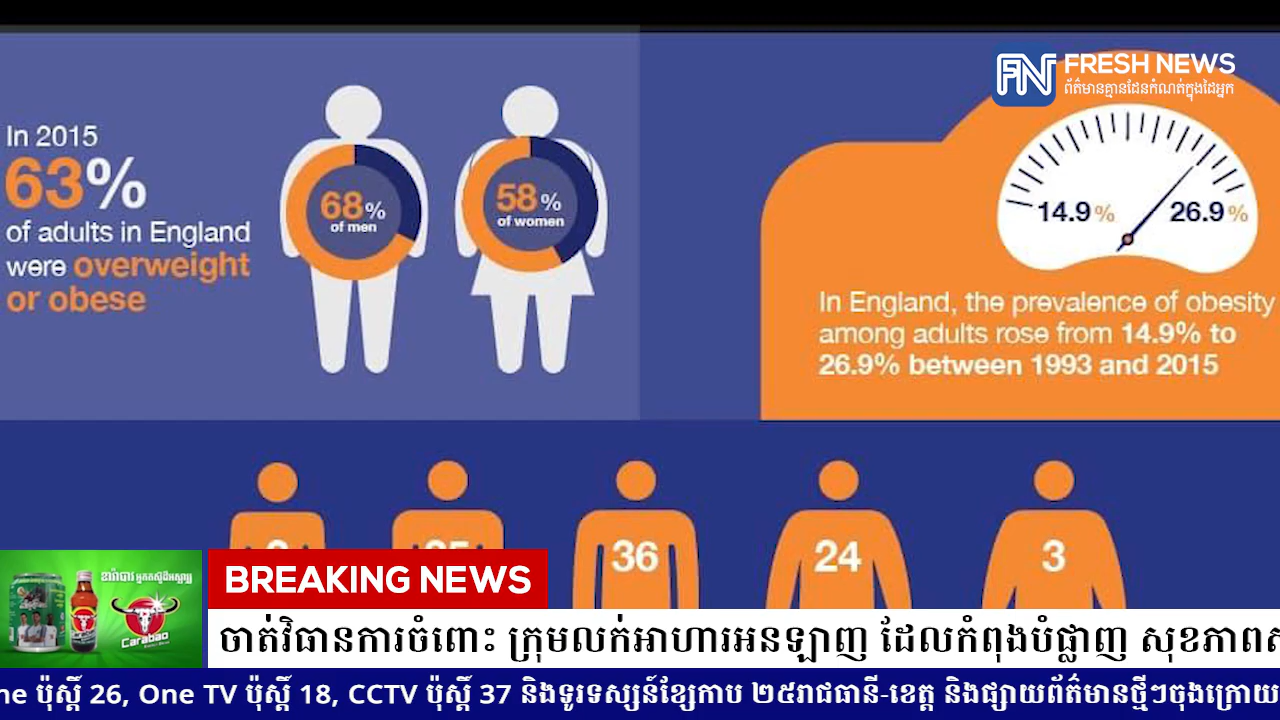 FRESH NEWS
ព័ត៌មានគ្មានដែនកំណត់ក្នុងដៃអ្នក
In 2015
63%
of adults in England
were overweight
or obese
68%
of men
58%
of women
14.9%
26.9%
In England, the prevalence of obesity
among adults rose from 14.9% to
26.9% between 1993 and 2015
36
24
3
Carabao
BREAKING NEWS
ចាត់វិធានការចំពោះ ក្រុមលក់អាហារអនឡាញ ដែលកំពុងបំផ្លាញ សុខភាព
ne ប៉ុស្តិ៍ 26, One TV ប៉ុស្តិ៍ 18, CCTV ប៉ុស្តិ៍ 37 និងទូរទស្សន៍ខ្សែកាប ២៥រាជធានី-ខេត្ត និងផ្សាយព័ត៌មានថ្មីៗចុងក្រោយ